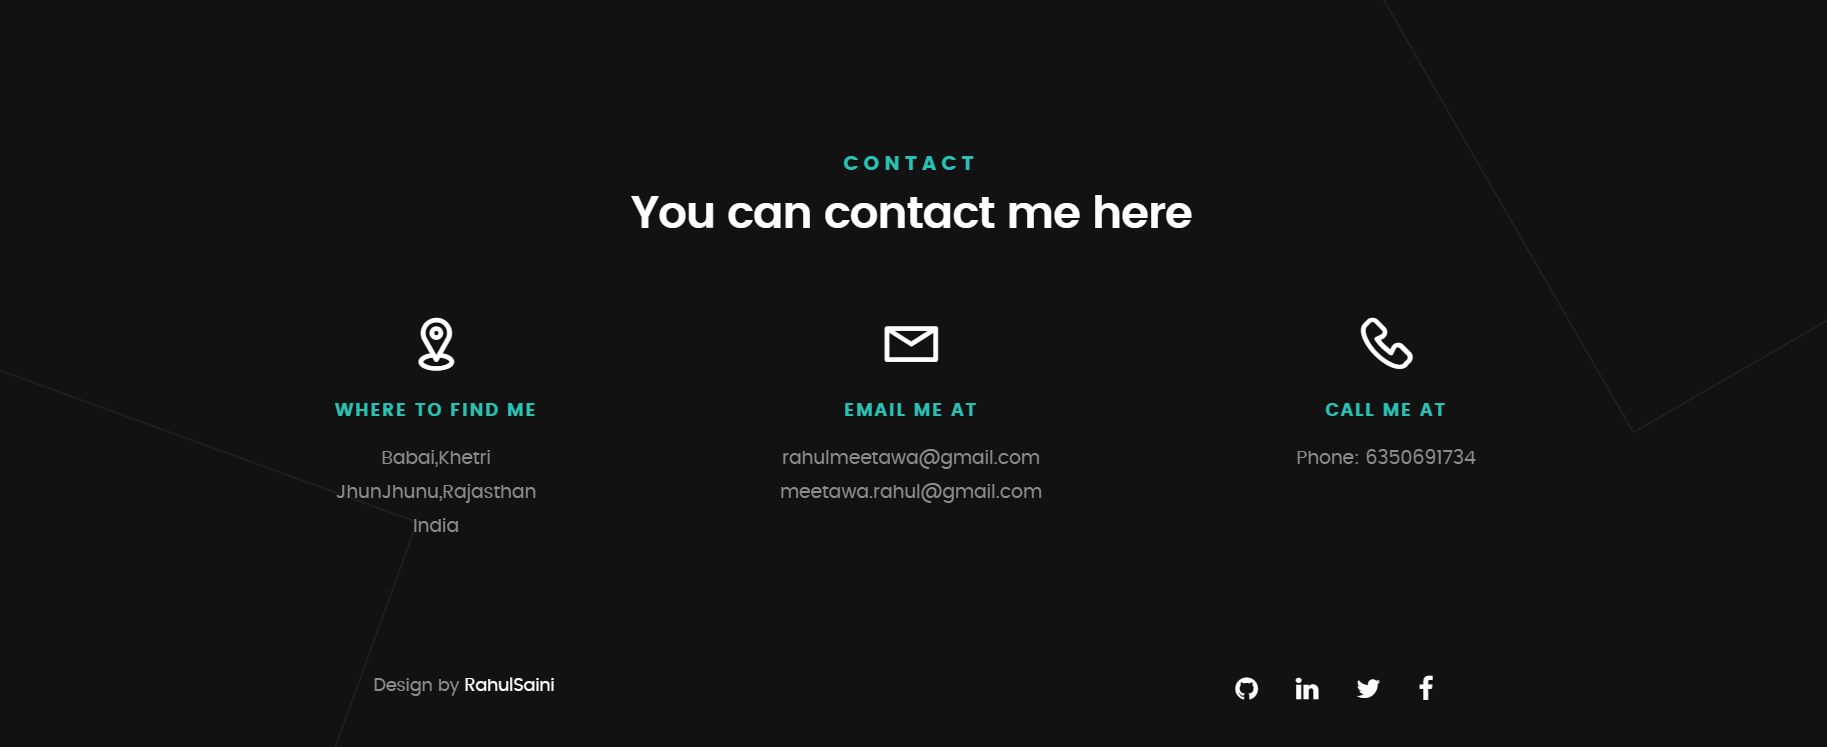 CONTACT
You can contact me here
WHERE TO FIND ME
Babai,Khetri
JhunJhunu,Rajasthan
India
EMAIL ME AT
rahulmeetawa@gmail.com
meetawa.rahul@gmail.com
CALL ME AT
Phone: 6350691734
Design by RahulSaini